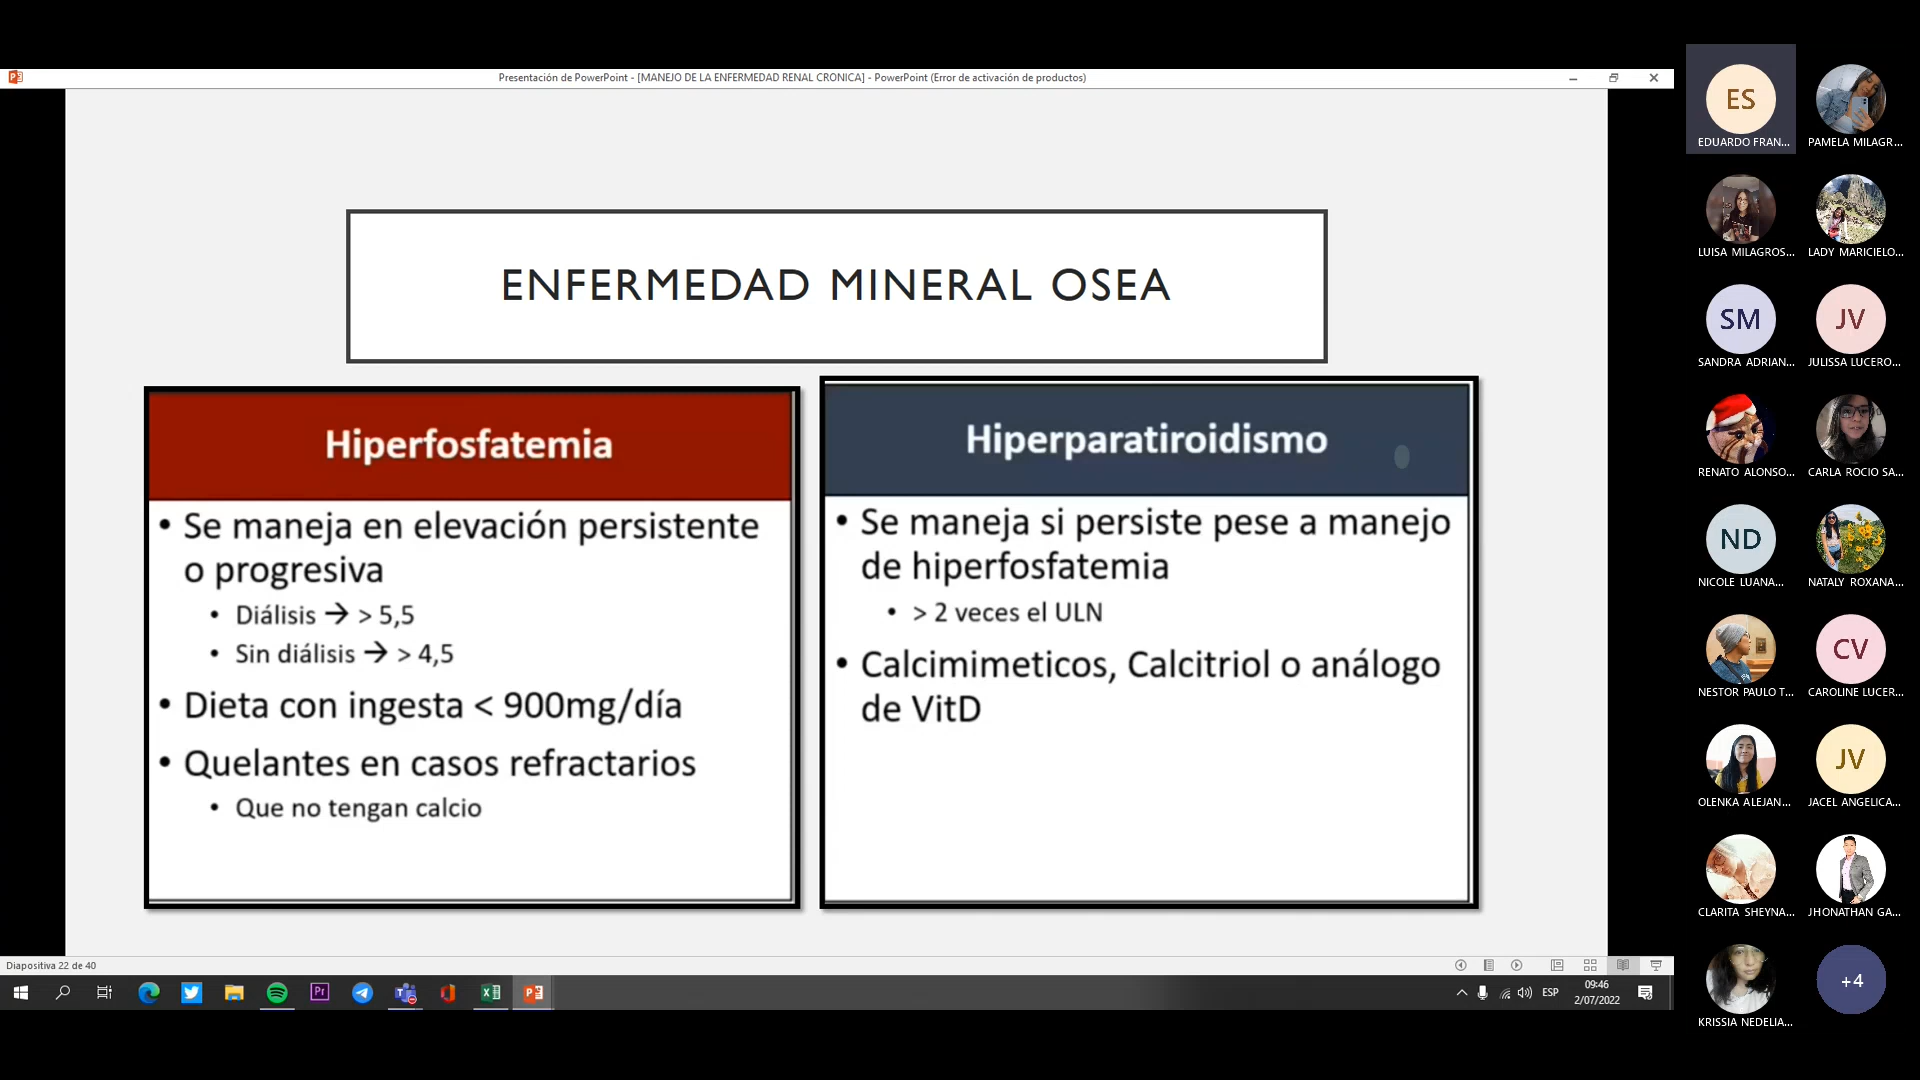 Presentación de PowerPoint - [MANEJO DE LA ENFERMEDAD RENAL CRONICA] - PowerPoint (Error de activación de productos)
ENFERMEDAD MINERAL OSEA
Hiperfosfatemia
• Se maneja en elevación persistente
o progresiva
• Diálisis → > 5,5
• Sin diálisis → > 4,5
• Dieta con ingesta < 900mg/día
• Quelantes en casos refractarios
• Que no tengan calcio
Hiperparatiroidismo
• Se maneja si persiste pese a manejo
de hiperfosfatemia
• > 2 veces el ULN
• Calcimimeticos, Calcitriol o análogo
de VitD
Diapositiva 22 de 40
ESP
09:46
2/07/2022
ES
EDUARDO FRAN...
PAMELA MILAGR...
LUISA MILAGROS...
LADY MARICIELO...
SM
SANDRA ADRIAN...
JV
JULISSA LUCERO...
RENATO ALONSO...
CARLA ROCIO SA...
ND
NICOLE LUANA...
NATALY ROXANA...
NESTOR PAULO T...
CV
CAROLINE LUCER...
OLENKA ALEJAN...
JV
JACEL ANGELICA...
CLARITA SHEYNA...
JHONATHAN GA...
KRISSIA NEDELIA...
+4